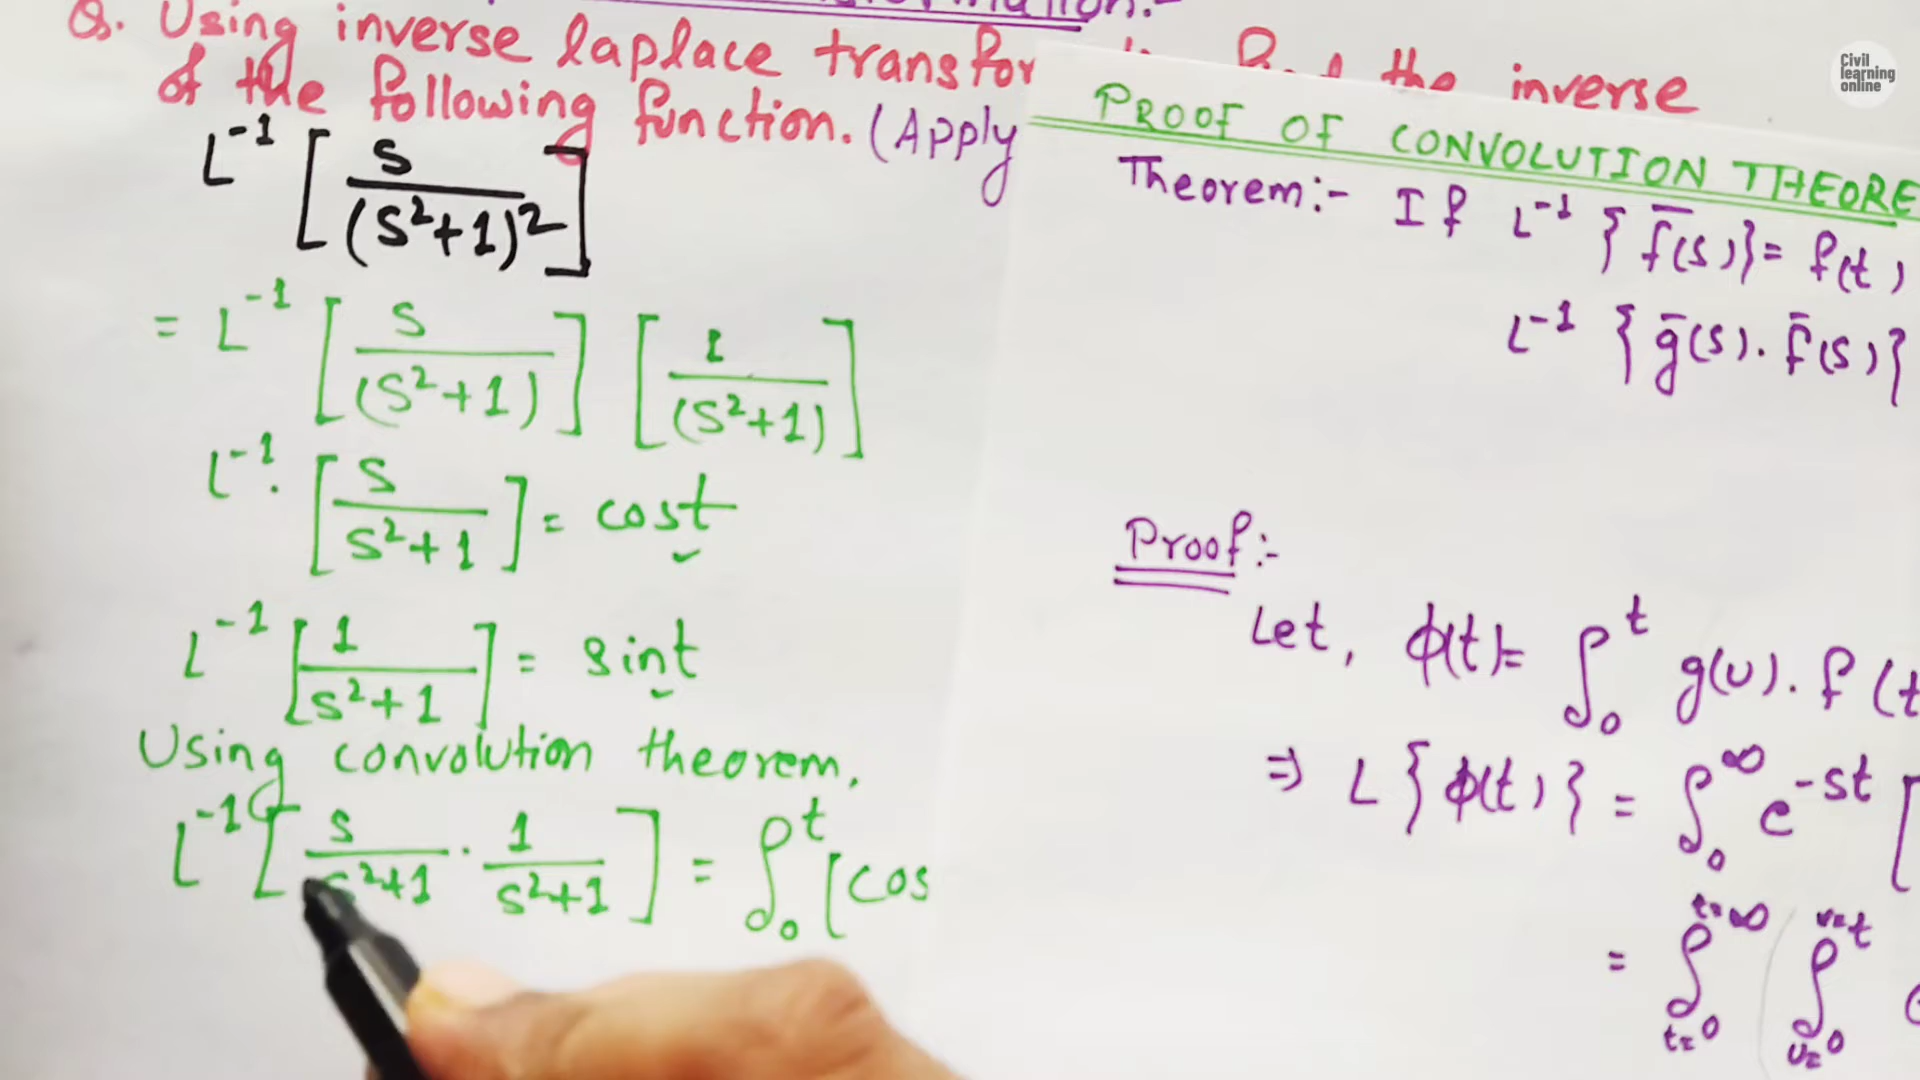 Q. Using inverse laplace transfor the inverse
of the following function. (Apply
L⁻¹ [s/(s²+1)²]
= L⁻¹ [s/(s²+1)] [1/(s²+1)]
L⁻¹. [s/s²+1] = cost
L⁻¹ [1/s²+1] = sint
Using convolution theorem,
L⁻¹ [s/s²+1 · 1/s²+1] = ∫₀ᵗ [cos
PROOF OF CONVOLUTION THEORE
Theorem:- If L⁻¹ {f̄(s)} = f(t)
L⁻¹ {ḡ(s). f̄(s)}
Proof:-
Let, ϕ(t)= ∫₀ᵗ g(u). f(t
⇒ L{ϕ(t)} = ∫₀^∞ e⁻ˢᵗ [
= ∫_{t=0}^{t=∞} ∫_{u=0}^{u=t}
Civil
learning
online